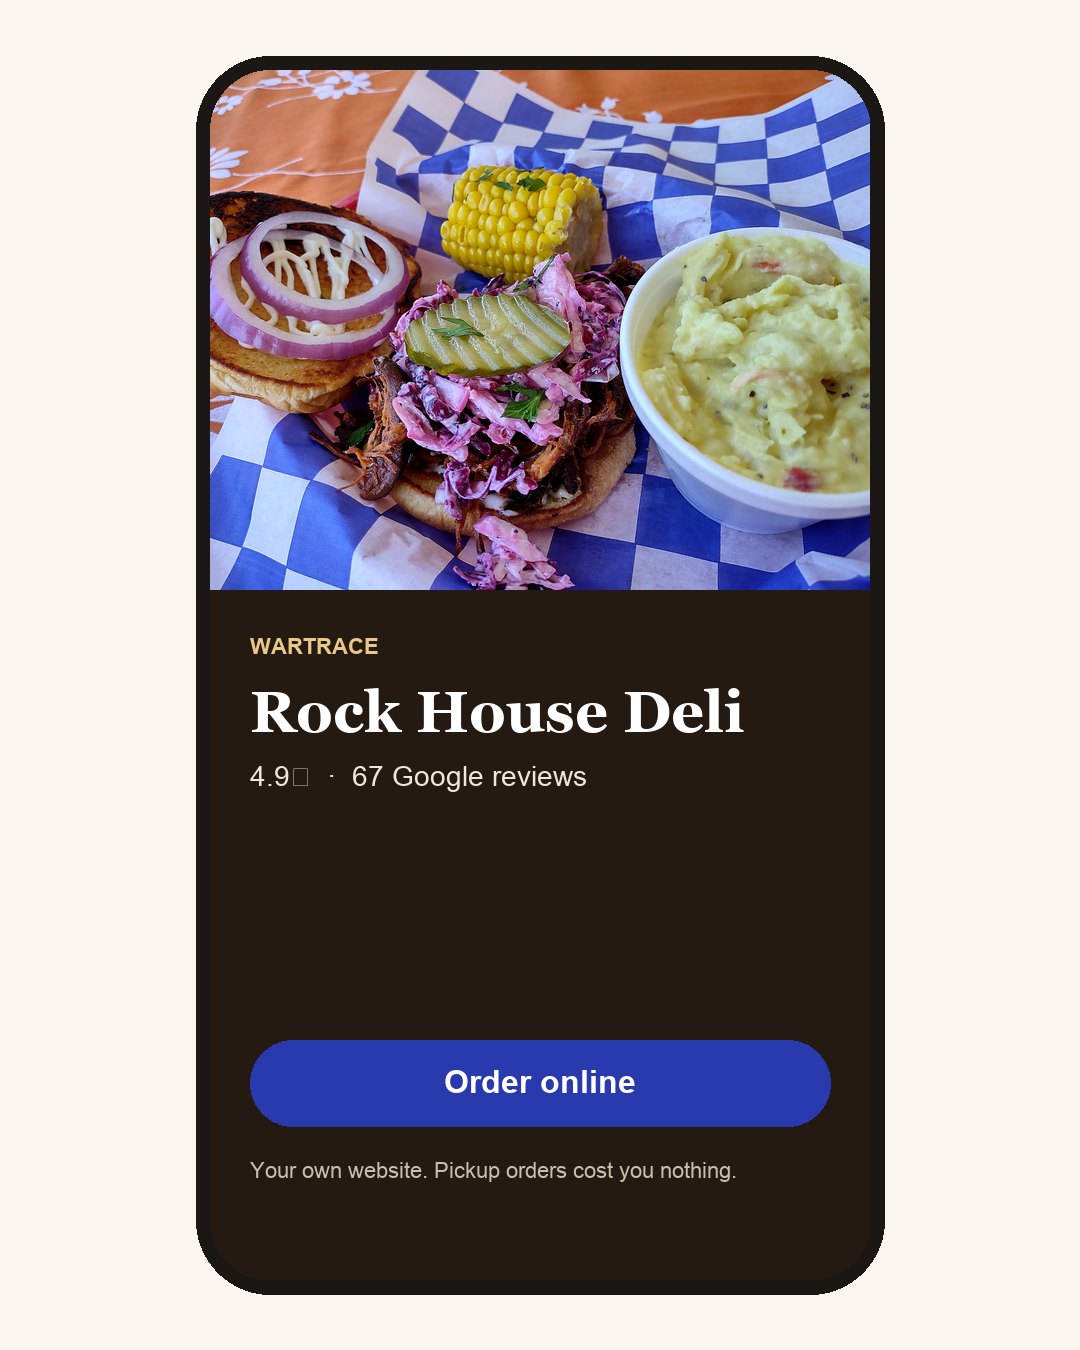 WARTRACE
Rock House Deli
4.9□ · 67 Google reviews
Order online
Your own website. Pickup orders cost you nothing.